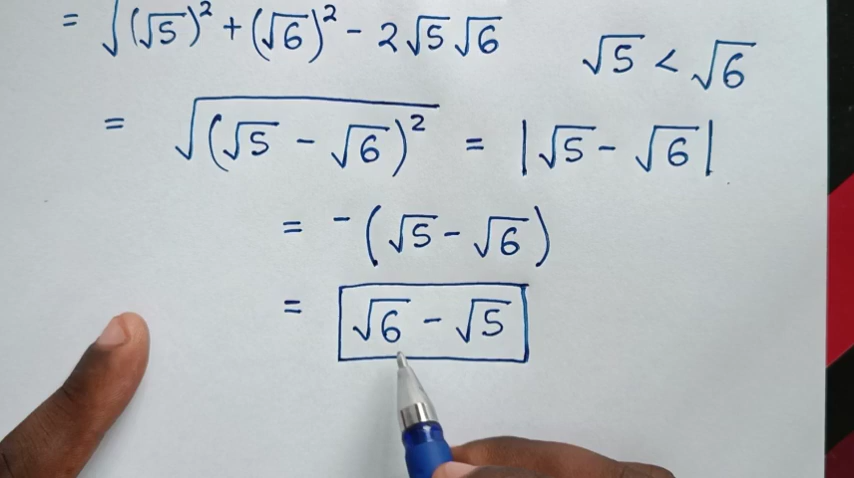 = √(√5)² + (√6)² - 2√5√6
√5 < √6
= √(√5 - √6)² = |√5 - √6|
= -(√5 - √6)
= √6 - √5